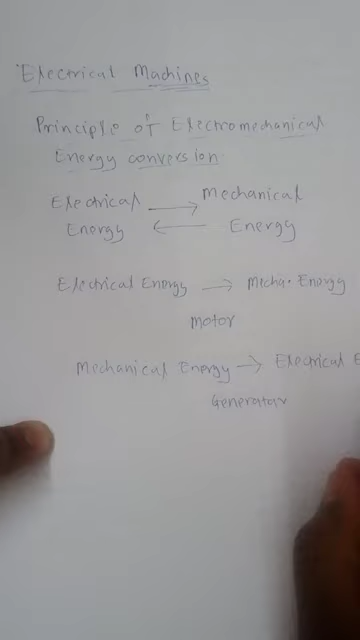 Electrical Machines
Principle of Electromechanical
Energy conversion
Electrical → Mechanical
Energy ← Energy
Electrical Energy → Mecha. Energy
Motor
Mechanical Energy → Electrical E
Generator